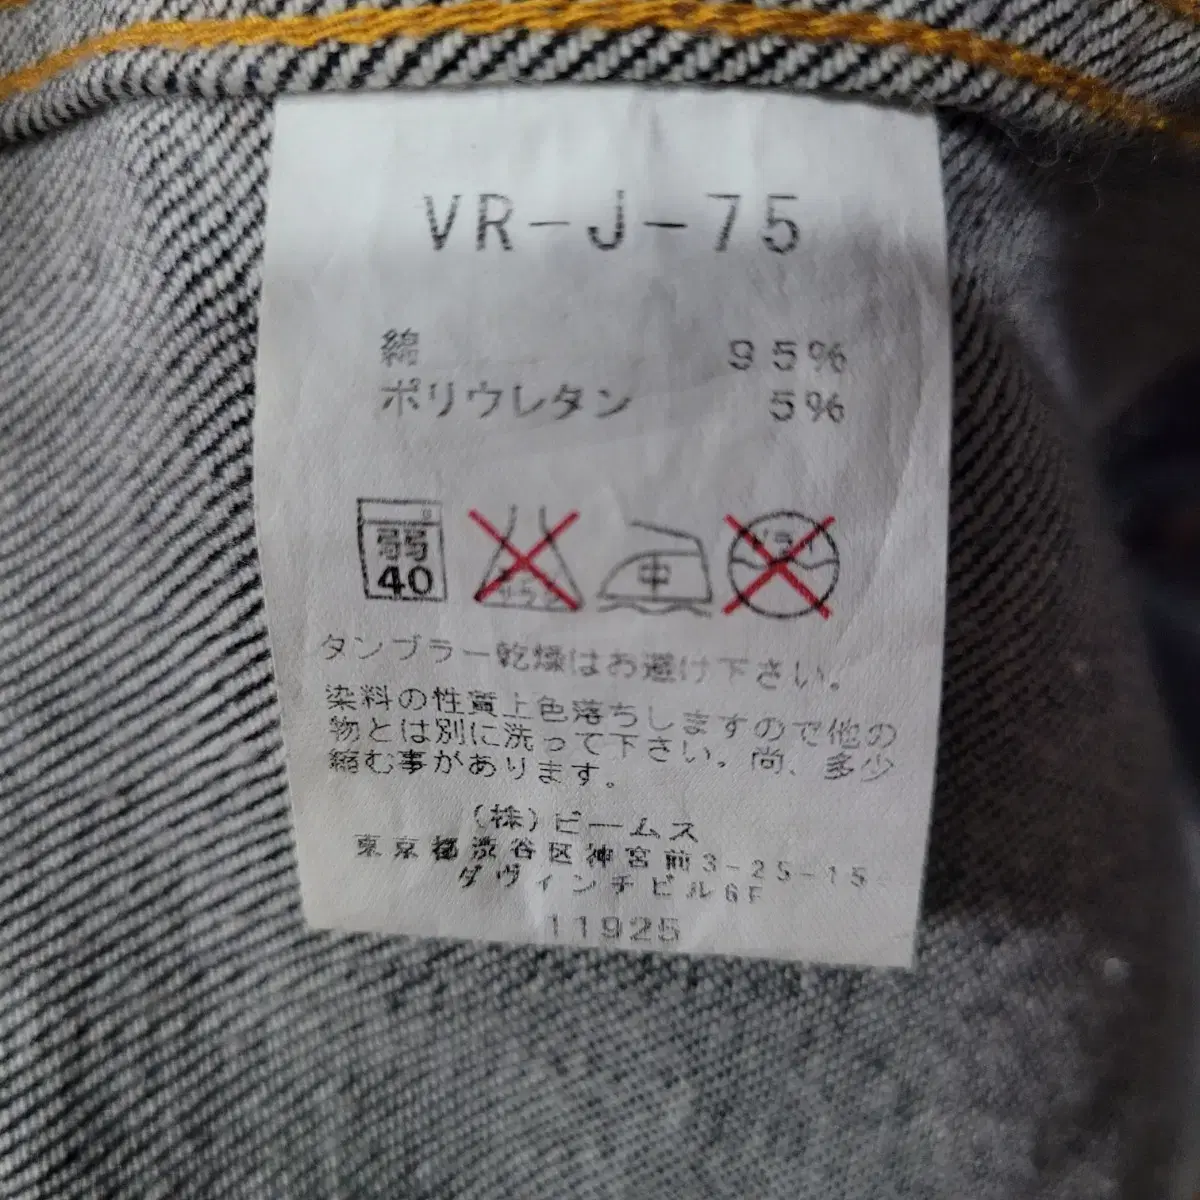 VR-J-75
綿 95%
ポリウレタン 5%
弱
40
中
タンブラー乾燥はお避け下さい。
染料の性質上色落ちしますので他の
物とは別に洗って下さい。尚、多少
縮む事があります。
(株)ビームス
東京都渋谷区神宮前3-25-15
ダヴィンチビル6F
11925